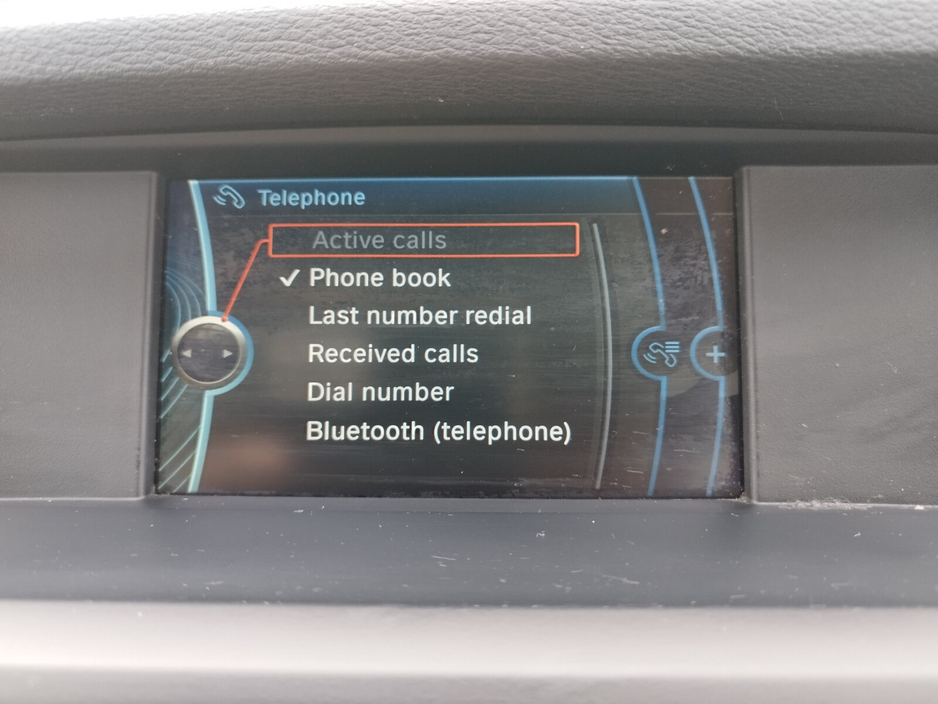 Telephone
Active calls
Phone book
Last number redial
Received calls
Dial number
Bluetooth (telephone)